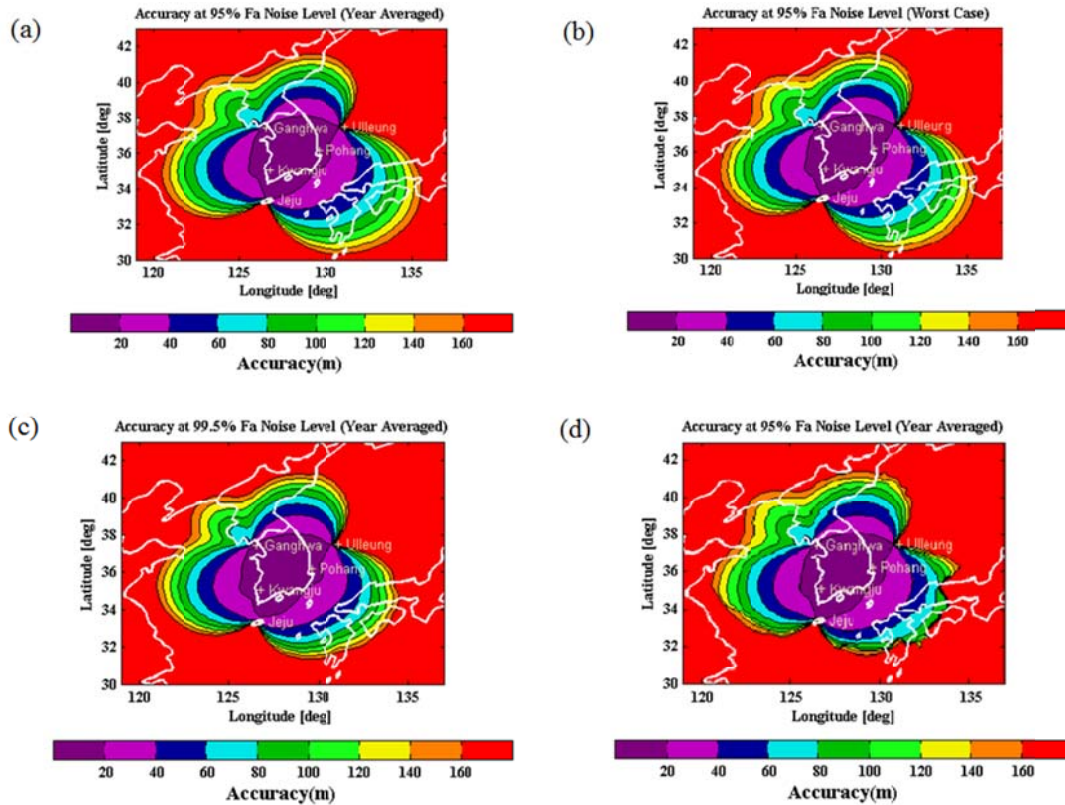 (a)
Accuracy at 95% Fa Noise Level (Year Averaged)
42
40
38
36
34
32
30
Latitude [deg]
Ganghwa
Ulleung
Pohang
Kwangju
Jeju
120 125 130 135
Longitude [deg]
20 40 60 80 100 120 140 160
Accuracy(m)
(b)
Accuracy at 95% Fa Noise Level (Worst Case)
42
40
38
36
34
32
30
Latitude [deg]
Ganghwa
Ulleung
Pohang
Kwangju
Jeju
120 125 130 135
Longitude [deg]
20 40 60 80 100 120 140 160
Accuracy(m)
(c)
Accuracy at 99.5% Fa Noise Level (Year Averaged)
42
40
38
36
34
32
30
Latitude [deg]
Ganghwa
Ulleung
Pohang
Kwangju
Jeju
120 125 130 135
Longitude [deg]
20 40 60 80 100 120 140 160
Accuracy(m)
(d)
Accuracy at 95% Fa Noise Level (Year Averaged)
42
40
38
36
34
32
30
Latitude [deg]
Ganghwa
Ulleung
Pohang
Kwangju
Jeju
120 125 130 135
Longitude [deg]
20 40 60 80 100 120 140 160
Accuracy(m)